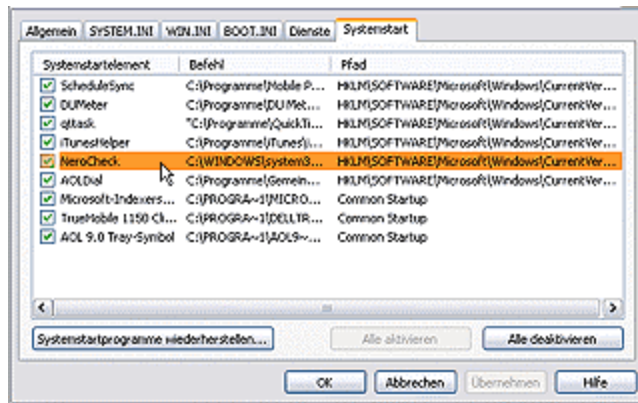 Allgemein SYSTEM.INI WIN.INI BOOT.INI Dienste Systemstart
Systemstartelement Befehl Pfad
ScheduleSync C:\Programme\Mobile P... HKLM\SOFTWARE\Microsoft\Windows\CurrentVer...
DUMeter C:\Programme\DU Met... HKLM\SOFTWARE\Microsoft\Windows\CurrentVer...
qttask "C:\Programme\QuickTi... HKLM\SOFTWARE\Microsoft\Windows\CurrentVer...
iTunesHelper C:\Programme\iTunes\i... HKLM\SOFTWARE\Microsoft\Windows\CurrentVer...
NeroCheck C:\WINDOWS\system3... HKLM\SOFTWARE\Microsoft\Windows\CurrentVer...
AOLDial C:\Programme\Gemein... HKLM\SOFTWARE\Microsoft\Windows\CurrentVer...
Microsoft-Indexers... C:\PROGRA~1\MICRO... Common Startup
TrueMobile 1150 Cli... C:\PROGRA~1\DELLTR... Common Startup
AOL 9.0 Tray-Symbol C:\PROGRA~1\AOL9~... Common Startup
Systemstartprogramme wiederherstellen... Alle aktivieren Alle deaktivieren
OK Abbrechen Übernehmen Hilfe